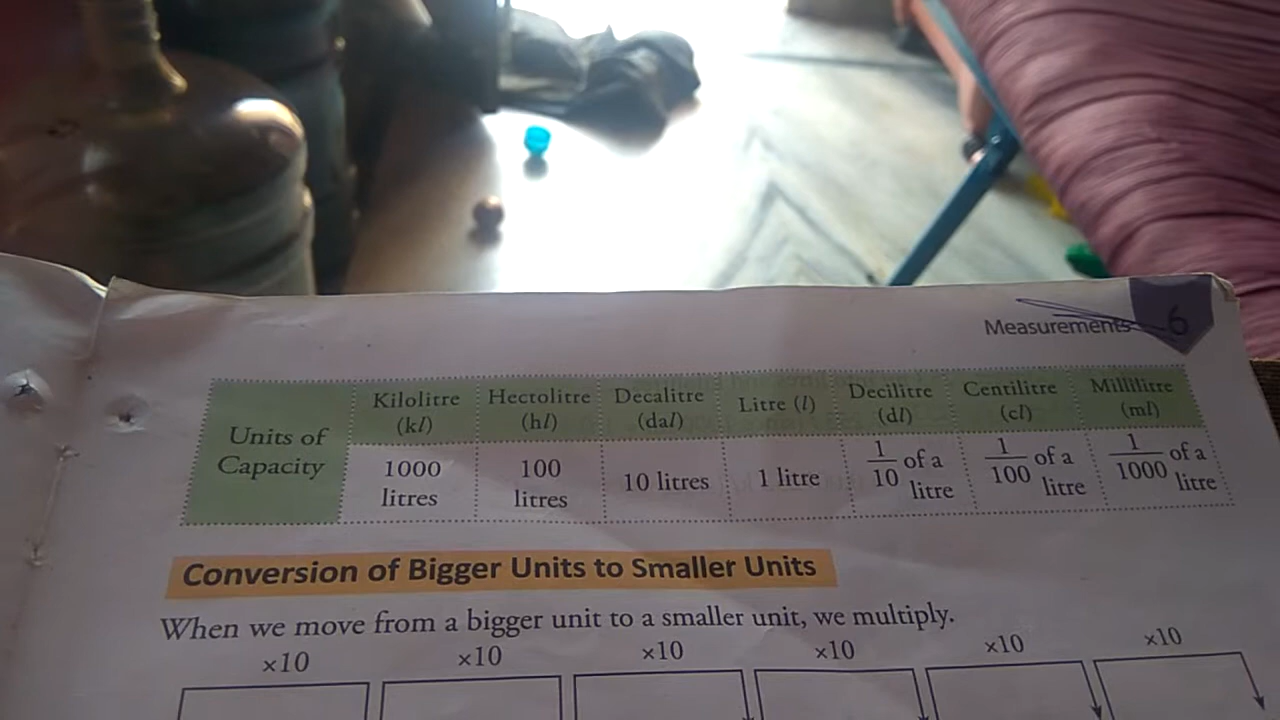 Measurements 6
Units of Capacity
Kilolitre (kl) Hectolitre (hl) Decalitre (dal) Litre (l) Decilitre (dl) Centilitre (cl) Millilitre (ml)
1000 litres 100 litres 10 litres 1 litre 1/10 of a litre 1/100 of a litre 1/1000 of a litre
Conversion of Bigger Units to Smaller Units
When we move from a bigger unit to a smaller unit, we multiply.
×10 ×10 ×10 ×10 ×10 ×10